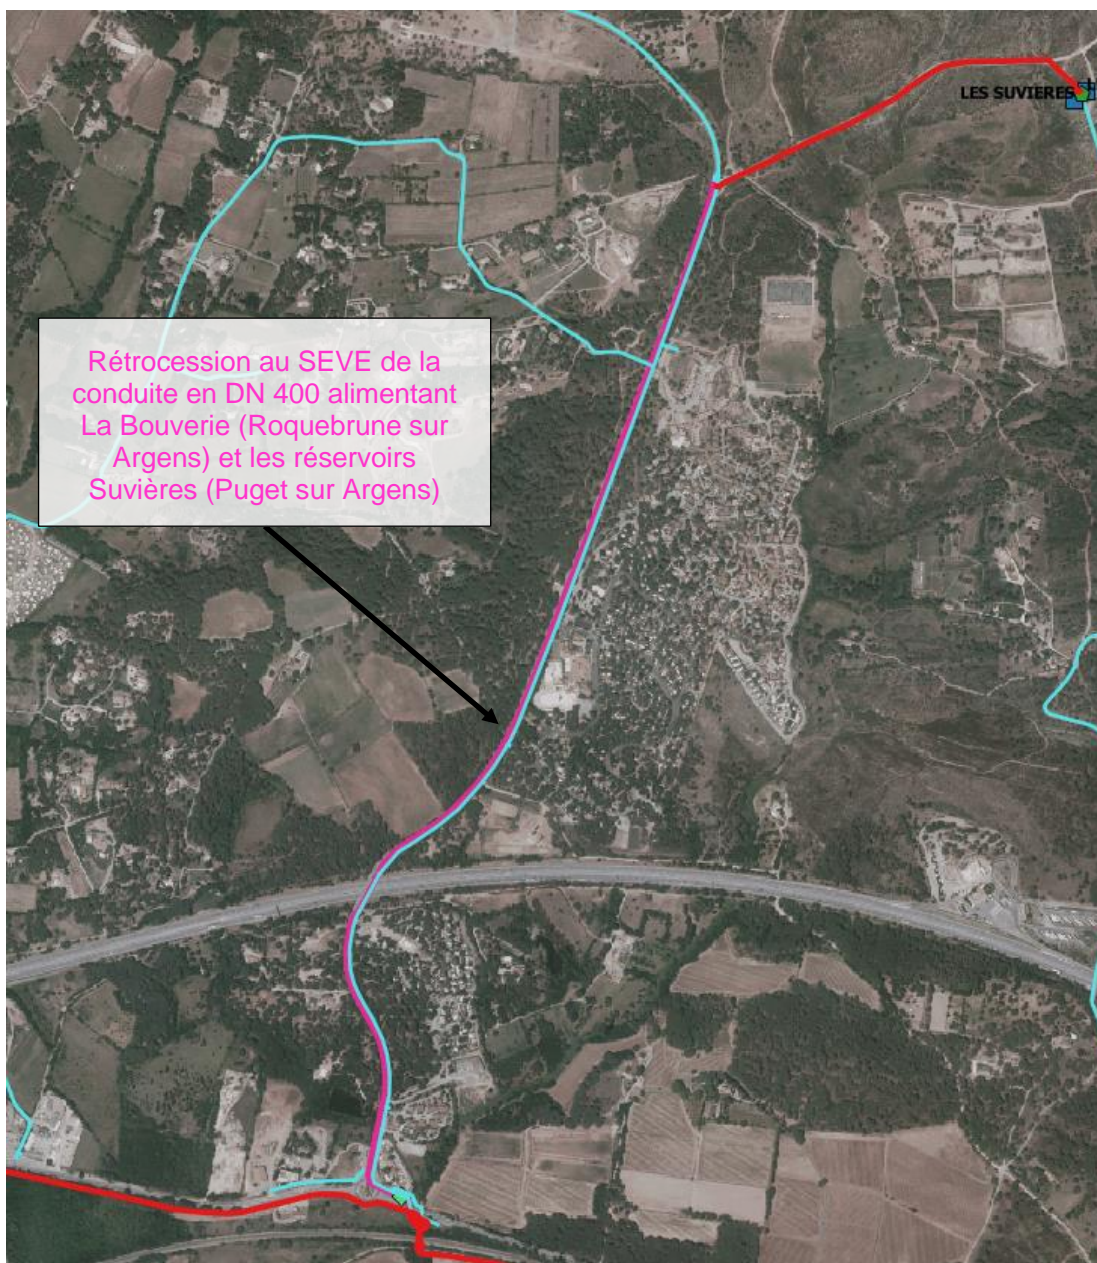 LES SUVIERES
Rétrocession au SEVE de la
conduite en DN 400 alimentant
La Bouverie (Roquebrune sur
Argens) et les réservoirs
Suvières (Puget sur Argens)